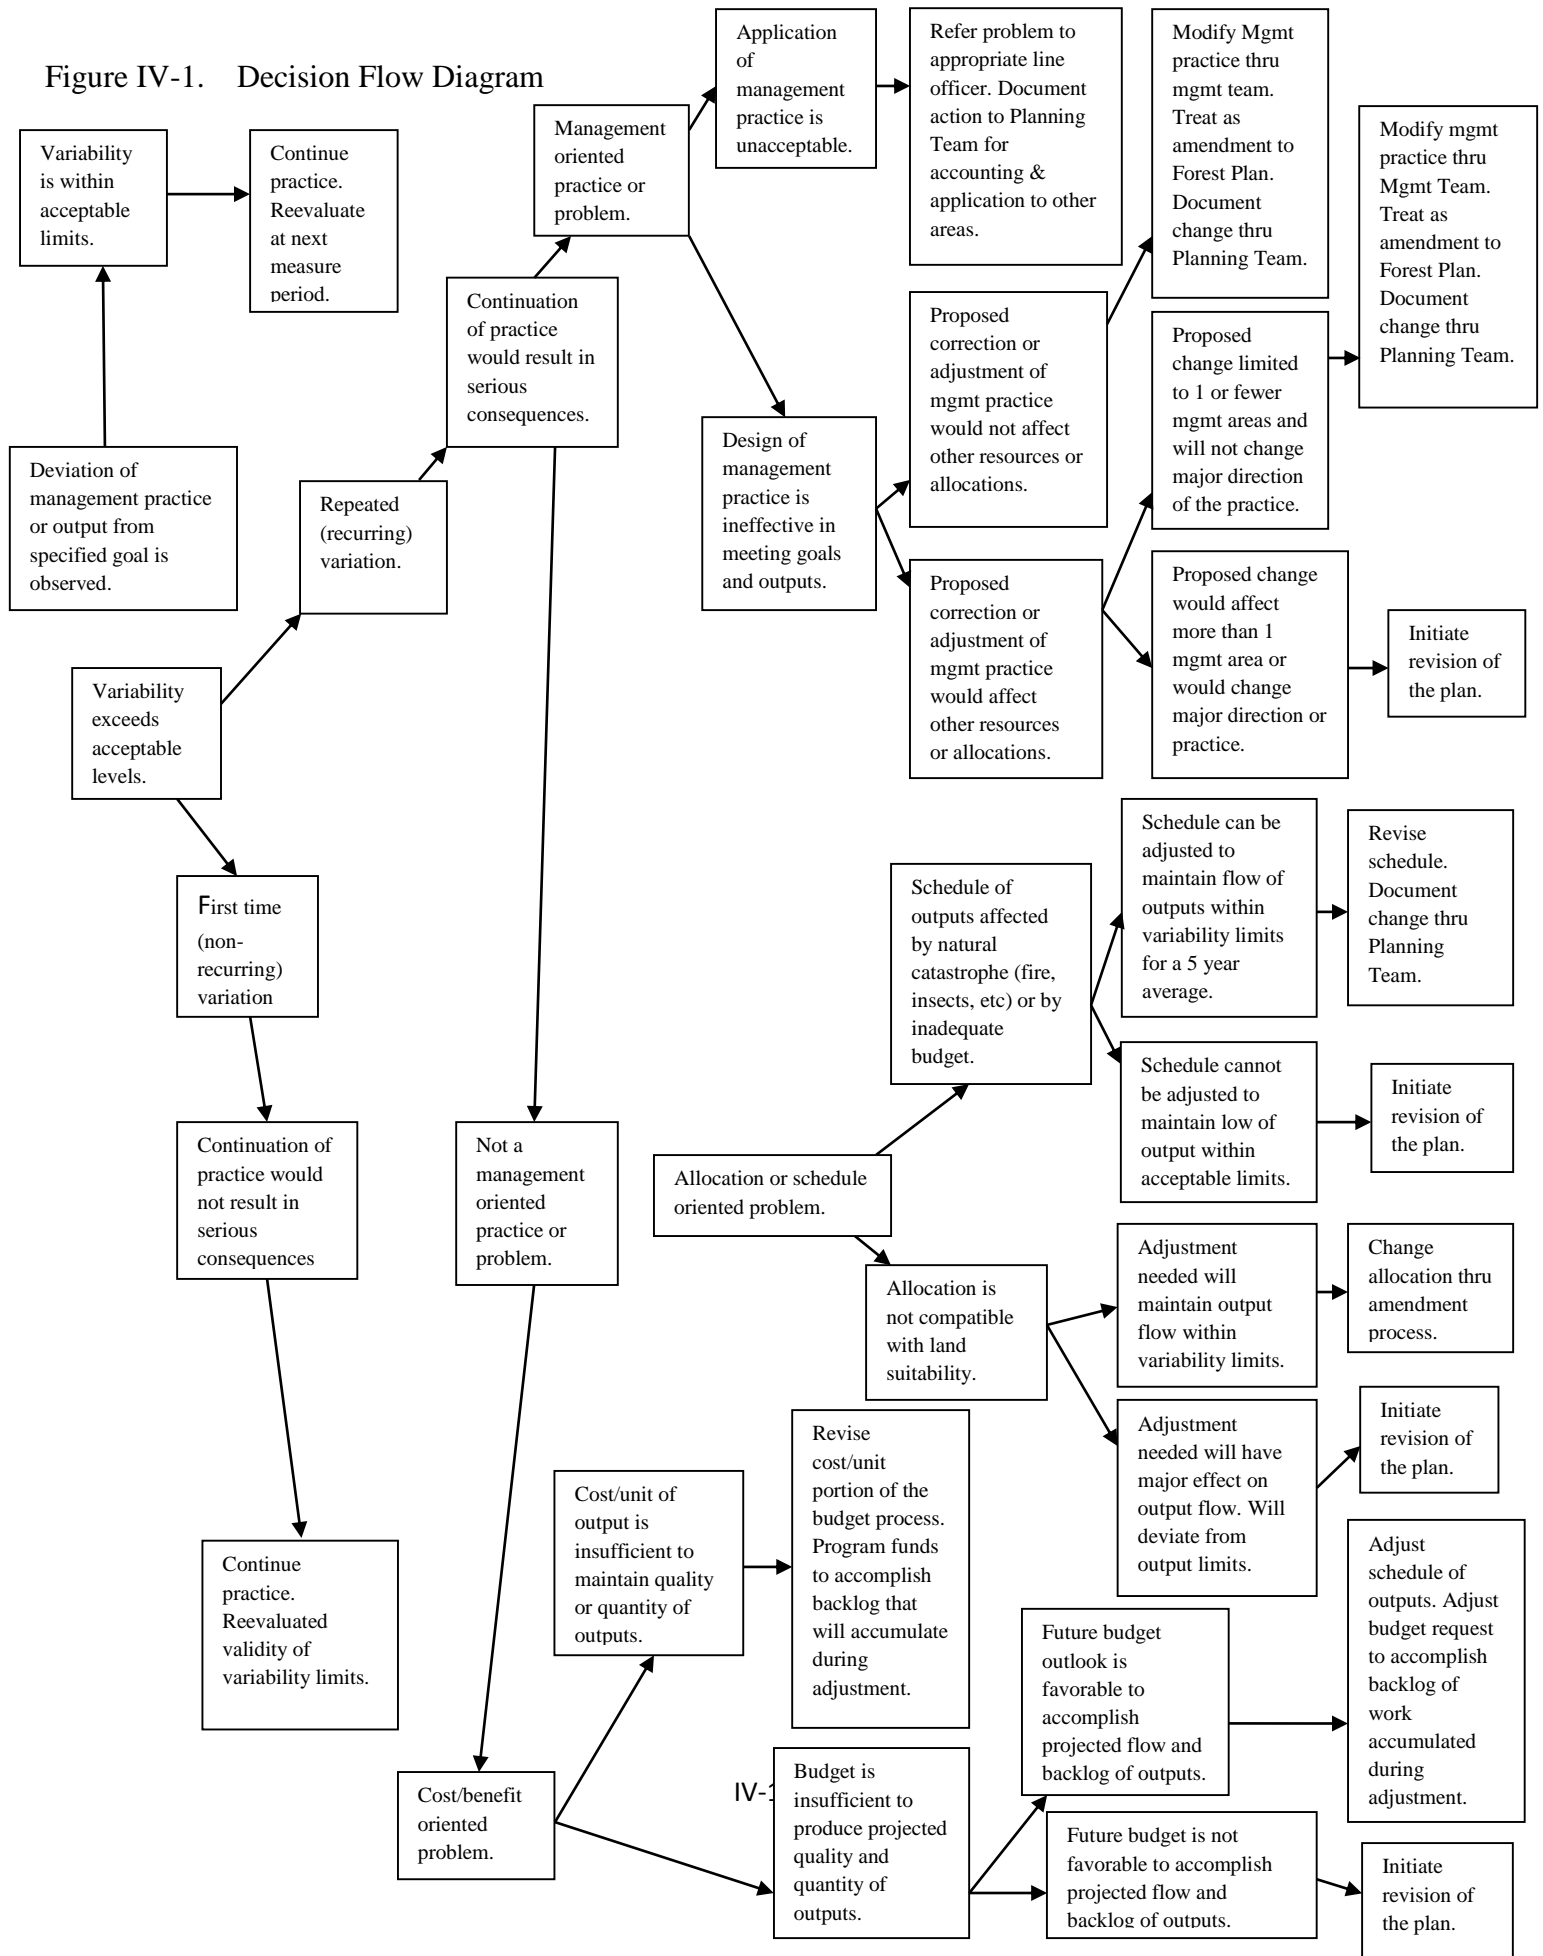 Figure IV-1. Decision Flow Diagram
Variability
is within
acceptable
limits.
Continue
practice.
Reevaluate
at next
measure
period.
Deviation of
management practice
or output from
specified goal is
observed.
Variability
exceeds
acceptable
levels.
Repeated
(recurring)
variation.
First time
(non-
recurring)
variation
Continuation of
practice would
not result in
serious
consequences
Continue
practice.
Reevaluated
validity of
variability limits.
Continuation
of practice
would result in
serious
consequences.
Management
oriented
practice or
problem.
Application
of
management
practice is
unacceptable.
Refer problem to
appropriate line
officer. Document
action to Planning
Team for
accounting &
application to other
areas.
Design of
management
practice is
ineffective in
meeting goals
and outputs.
Proposed
correction or
adjustment of
mgmt practice
would not affect
other resources or
allocations.
Modify Mgmt
practice thru
mgmt team.
Treat as
amendment to
Forest Plan.
Document
change thru
Planning Team.
Proposed
correction or
adjustment of
mgmt practice
would affect
other resources
or allocations.
Proposed
change limited
to 1 or fewer
mgmt areas and
will not change
major direction
of the practice.
Modify mgmt
practice thru
Mgmt Team.
Treat as
amendment to
Forest Plan.
Document
change thru
Planning Team.
Proposed change
would affect
more than 1
mgmt area or
would change
major direction or
practice.
Initiate
revision of
the plan.
Not a
management
oriented
practice or
problem.
Allocation or schedule
oriented problem.
Schedule of
outputs affected
by natural
catastrophe (fire,
insects, etc) or by
inadequate
budget.
Schedule can be
adjusted to
maintain flow of
outputs within
variability limits
for a 5 year
average.
Revise
schedule.
Document
change thru
Planning
Team.
Schedule cannot
be adjusted to
maintain low of
output within
acceptable limits.
Initiate
revision of
the plan.
Allocation is
not compatible
with land
suitability.
Adjustment
needed will
maintain output
flow within
variability limits.
Change
allocation thru
amendment
process.
Adjustment
needed will have
major effect on
output flow. Will
deviate from
output limits.
Initiate
revision of
the plan.
Cost/benefit
oriented
problem.
Cost/unit of
output is
insufficient to
maintain quality
or quantity of
outputs.
Revise
cost/unit
portion of the
budget process.
Program funds
to accomplish
backlog that
will accumulate
during
adjustment.
IV-
Budget is
insufficient to
produce projected
quality and
quantity of
outputs.
Future budget
outlook is
favorable to
accomplish
projected flow and
backlog of outputs.
Adjust
schedule of
outputs. Adjust
budget request
to accomplish
backlog of
work
accumulated
during
adjustment.
Future budget is not
favorable to accomplish
projected flow and
backlog of outputs.
Initiate
revision of
the plan.